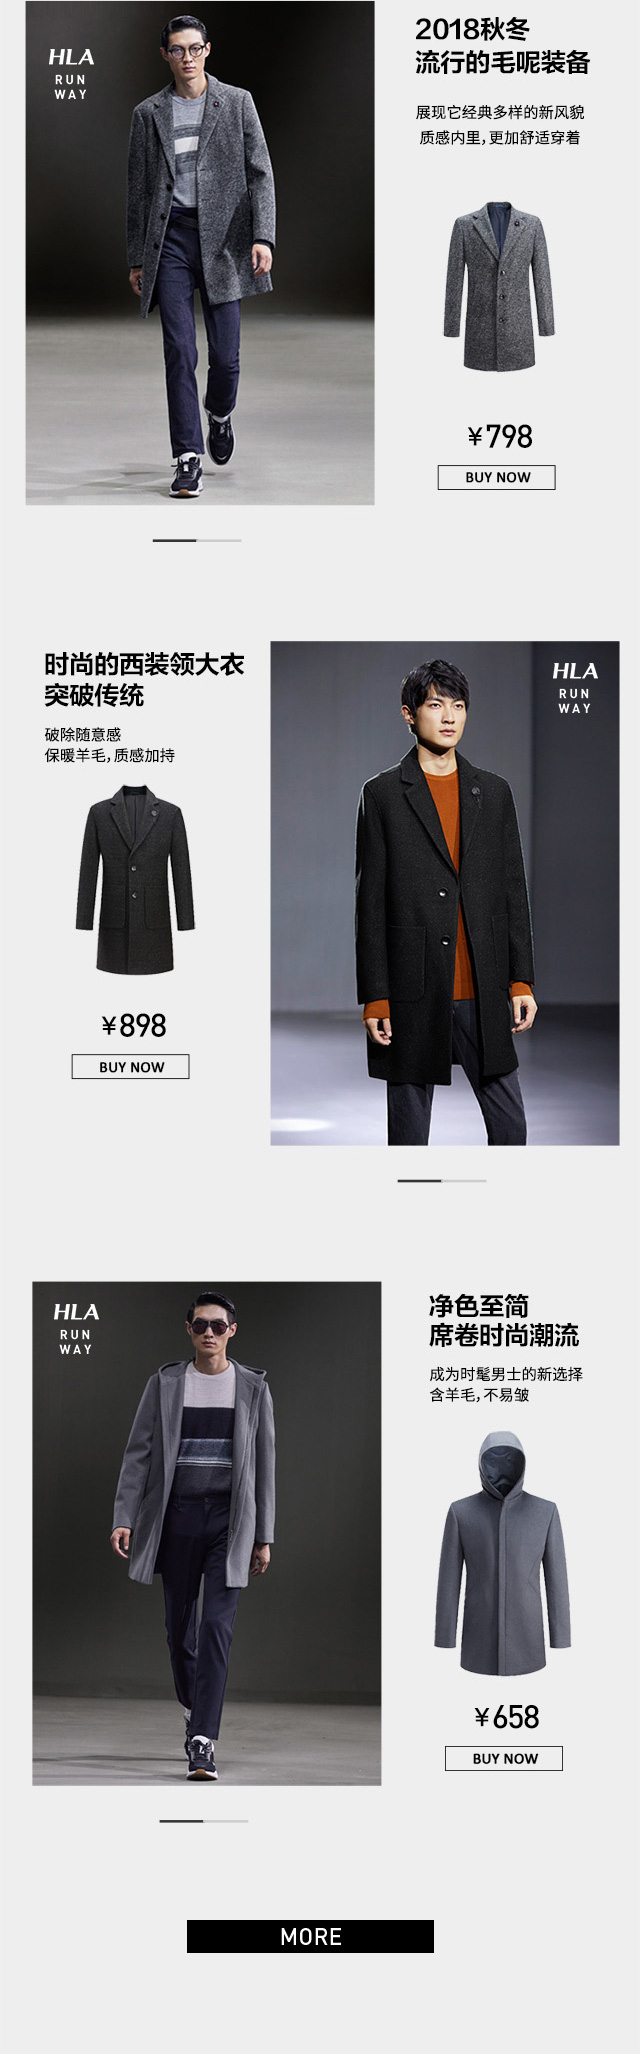 HLA
RUN
WAY
2018秋冬
流行的毛呢装备
展现它经典多样的新风貌
质感内里,更加舒适穿着
¥798
BUY NOW
时尚的西装领大衣
突破传统
破除随意感
保暖羊毛,质感加持
¥898
BUY NOW
HLA
RUN
WAY
HLA
RUN
WAY
净色至简
席卷时尚潮流
成为时髦男士的新选择
含羊毛,不易皱
¥658
BUY NOW
MORE